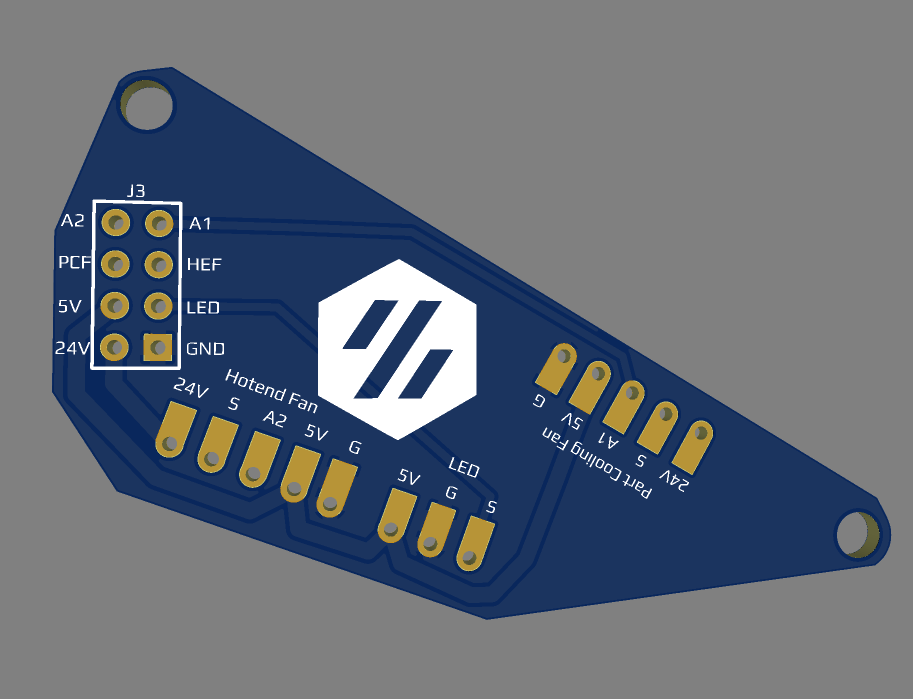 J3
A2 A1
PCF HEF
5V LED
24V GND
Hotend Fan
24V S A2 5V G
LED
5V G S
G 5V A1 S 24V
Part Cooling Fan